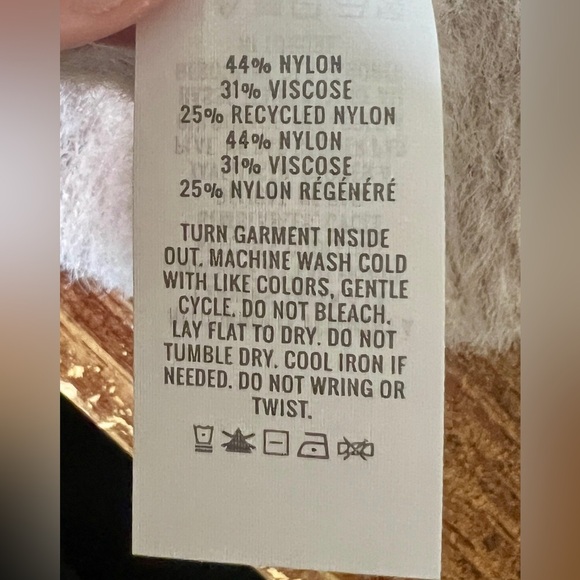 44% NYLON
31% VISCOSE
25% RECYCLED NYLON
44% NYLON
31% VISCOSE
25% NYLON RÉGÉNÉRÉ
TURN GARMENT INSIDE
OUT. MACHINE WASH COLD
WITH LIKE COLORS, GENTLE
CYCLE. DO NOT BLEACH.
LAY FLAT TO DRY. DO NOT
TUMBLE DRY. COOL IRON IF
NEEDED. DO NOT WRING OR
TWIST.